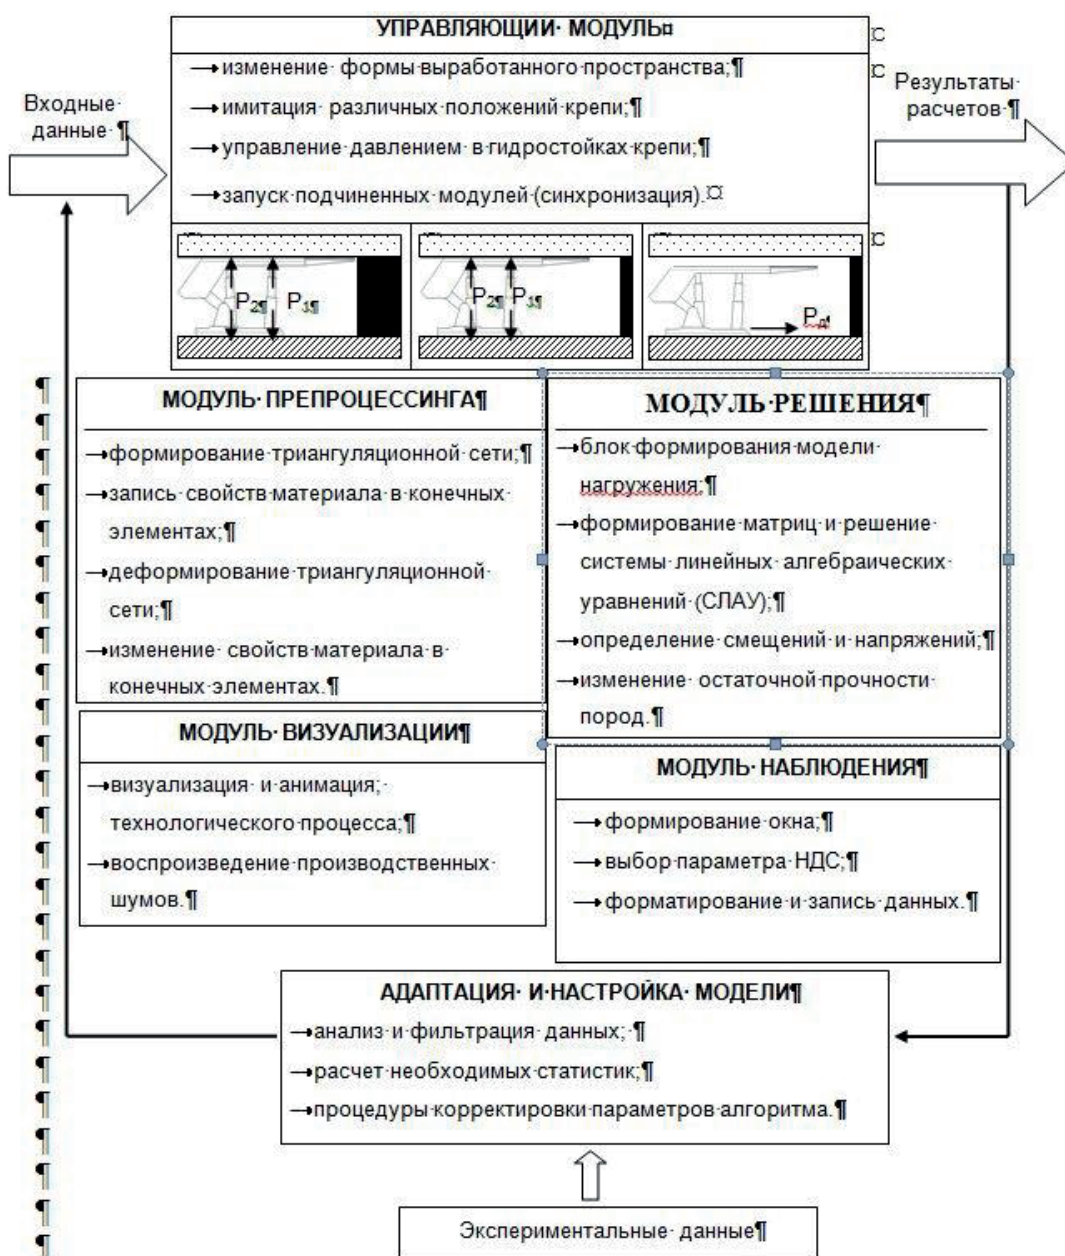 УПРАВЛЯЮЩИЙ МОДУЛЬ¤
→изменение формы выработанного пространства;¶
→имитация различных положений крепи;¶
→управление давлением в гидростойках крепи;¶
→запуск подчиненных модулей (синхронизация).¤
Входные
данные ¶
Результаты
расчетов ¶
P2¶ P1¶
P2¶ P1¶
Pд¶
МОДУЛЬ ПРЕПРОЦЕССИНГА¶
→формирование триангуляционной сети;¶
→запись свойств материала в конечных
элементах;¶
→деформирование триангуляционной
сети;¶
→изменение свойств материала в
конечных элементах.¶
МОДУЛЬ РЕШЕНИЯ¶
→блок формирования модели
нагружения;¶
→формирование матриц и решение
системы линейных алгебраических
уравнений (СЛАУ);¶
→определение смещений и напряжений;¶
→изменение остаточной прочности
пород.¶
МОДУЛЬ ВИЗУАЛИЗАЦИИ¶
→визуализация и анимация;
технологического процесса;¶
→воспроизведение производственных
шумов.¶
МОДУЛЬ НАБЛЮДЕНИЯ¶
→формирование окна;¶
→выбор параметра НДС;¶
→форматирование и запись данных.¶
АДАПТАЦИЯ И НАСТРОЙКА МОДЕЛИ¶
→анализ и фильтрация данных; ¶
→расчет необходимых статистик;¶
→процедуры корректировки параметров алгоритма.¶
Экспериментальные данные¶